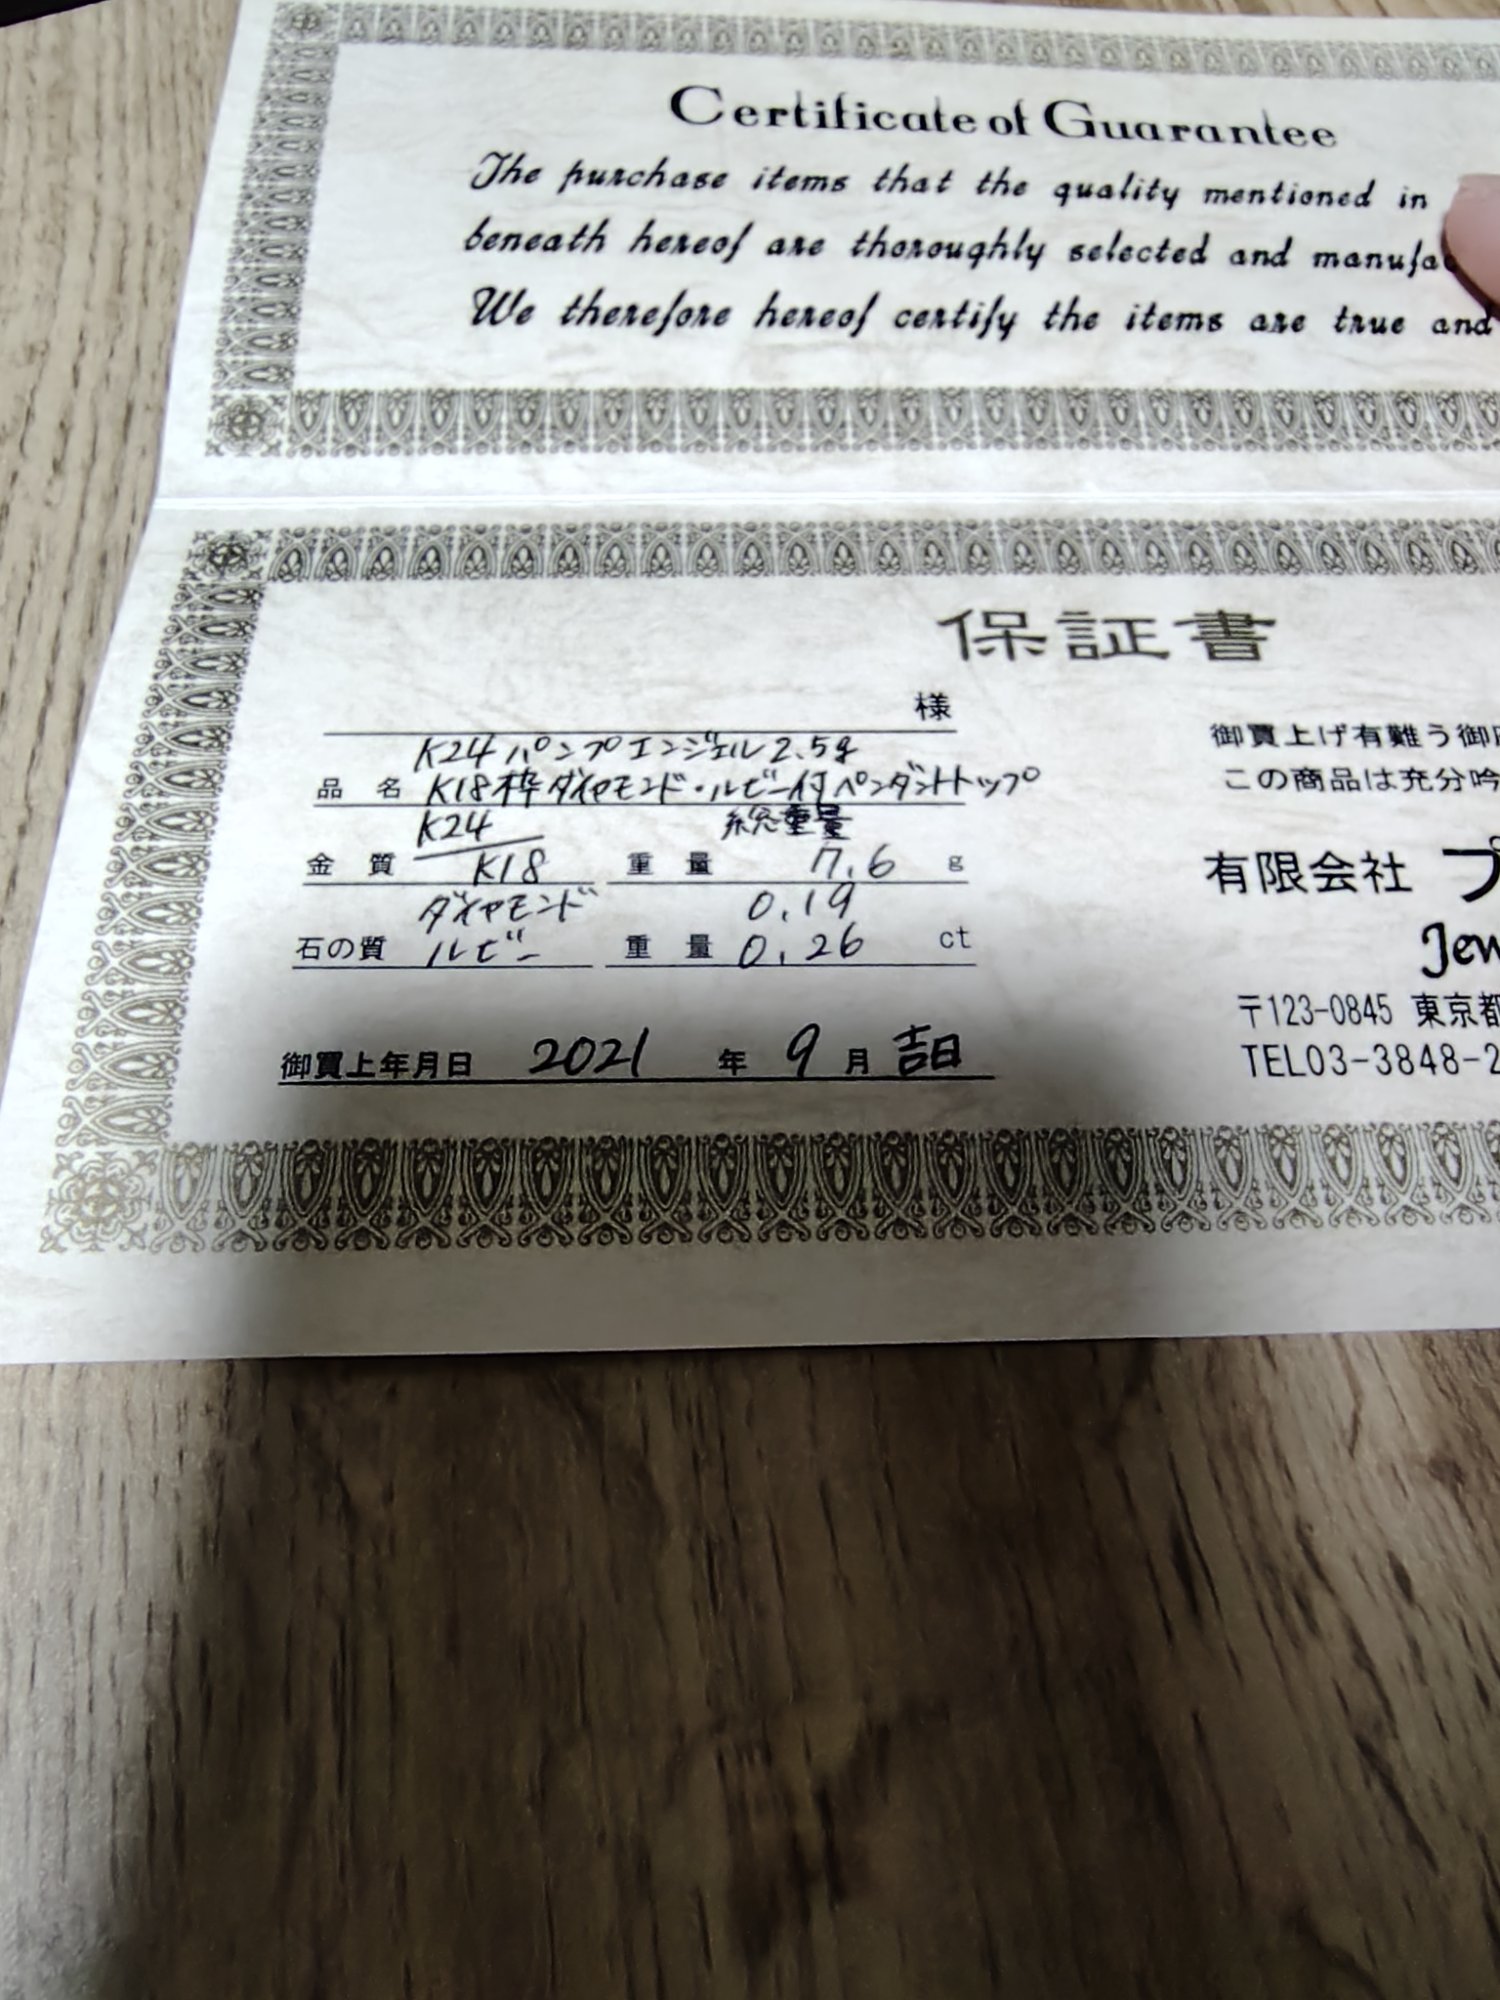 Certificate of Guarantee
The purchase items that the quality mentioned in
beneath hereof are thoroughly selected and manufa
We therefore hereof certify the items are true and
保証書
様
K24 パンプエンジェル 2.5g
品名 K18枠ダイヤモンド・ルビー付ペンダントトップ
K24 総重量
金質 K18 重量 7.6 g
ダイヤモンド 0.19
石の質 ルビー 重量 0.26 ct
御買上年月日 2021 年 9 月 吉日
御買上げ有難う御
この商品は充分吟
有限会社 プ
Jew
〒123-0845 東京都
TEL03-3848-2